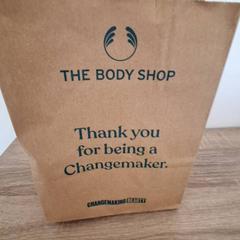 THE BODY SHOP
Thank you
for being a
Changemaker.
CHANGEMAKING BEAUTY